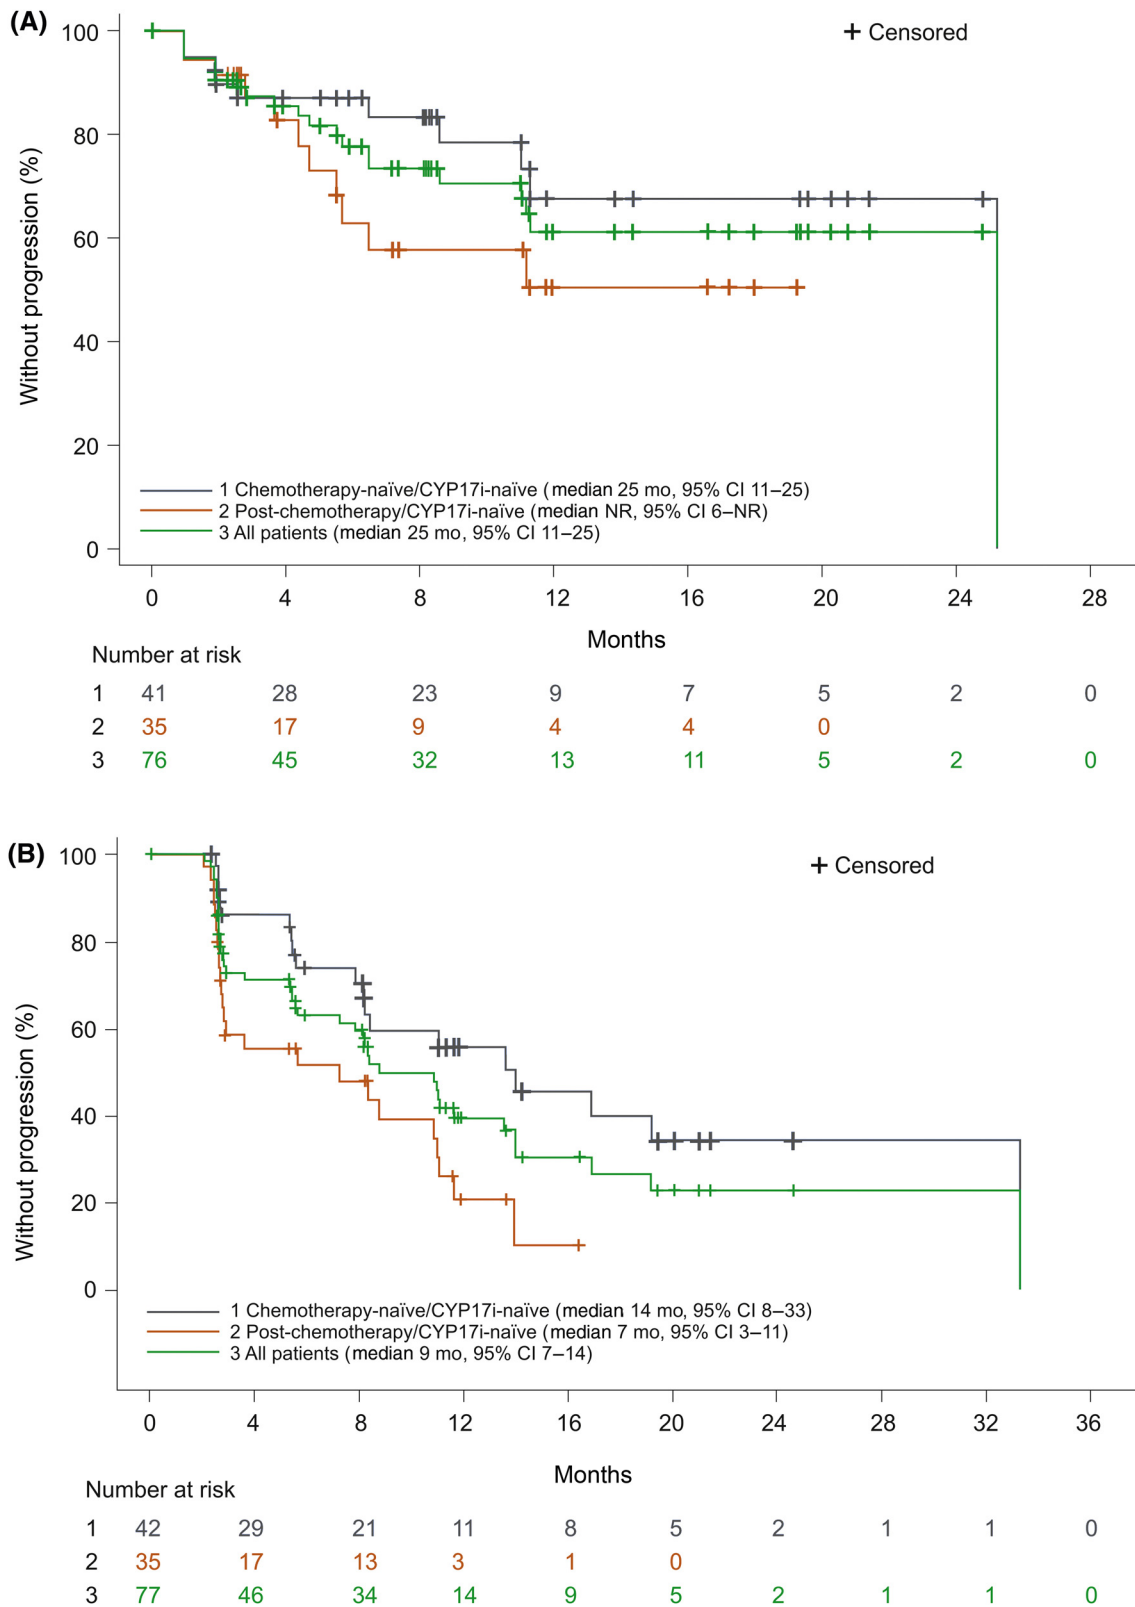 (A)
+ Censored
Without progression (%)
100
80
60
40
20
0
1 Chemotherapy-naïve/CYP17i-naïve (median 25 mo, 95% CI 11–25)
2 Post-chemotherapy/CYP17i-naïve (median NR, 95% CI 6–NR)
3 All patients (median 25 mo, 95% CI 11–25)
0 4 8 12 16 20 24 28
Months
Number at risk
1 41 28 23 9 7 5 2 0
2 35 17 9 4 4 0
3 76 45 32 13 11 5 2 0
(B)
+ Censored
Without progression (%)
100
80
60
40
20
0
1 Chemotherapy-naïve/CYP17i-naïve (median 14 mo, 95% CI 8–33)
2 Post-chemotherapy/CYP17i-naïve (median 7 mo, 95% CI 3–11)
3 All patients (median 9 mo, 95% CI 7–14)
0 4 8 12 16 20 24 28 32 36
Months
Number at risk
1 42 29 21 11 8 5 2 1 1 0
2 35 17 13 3 1 0
3 77 46 34 14 9 5 2 1 1 0